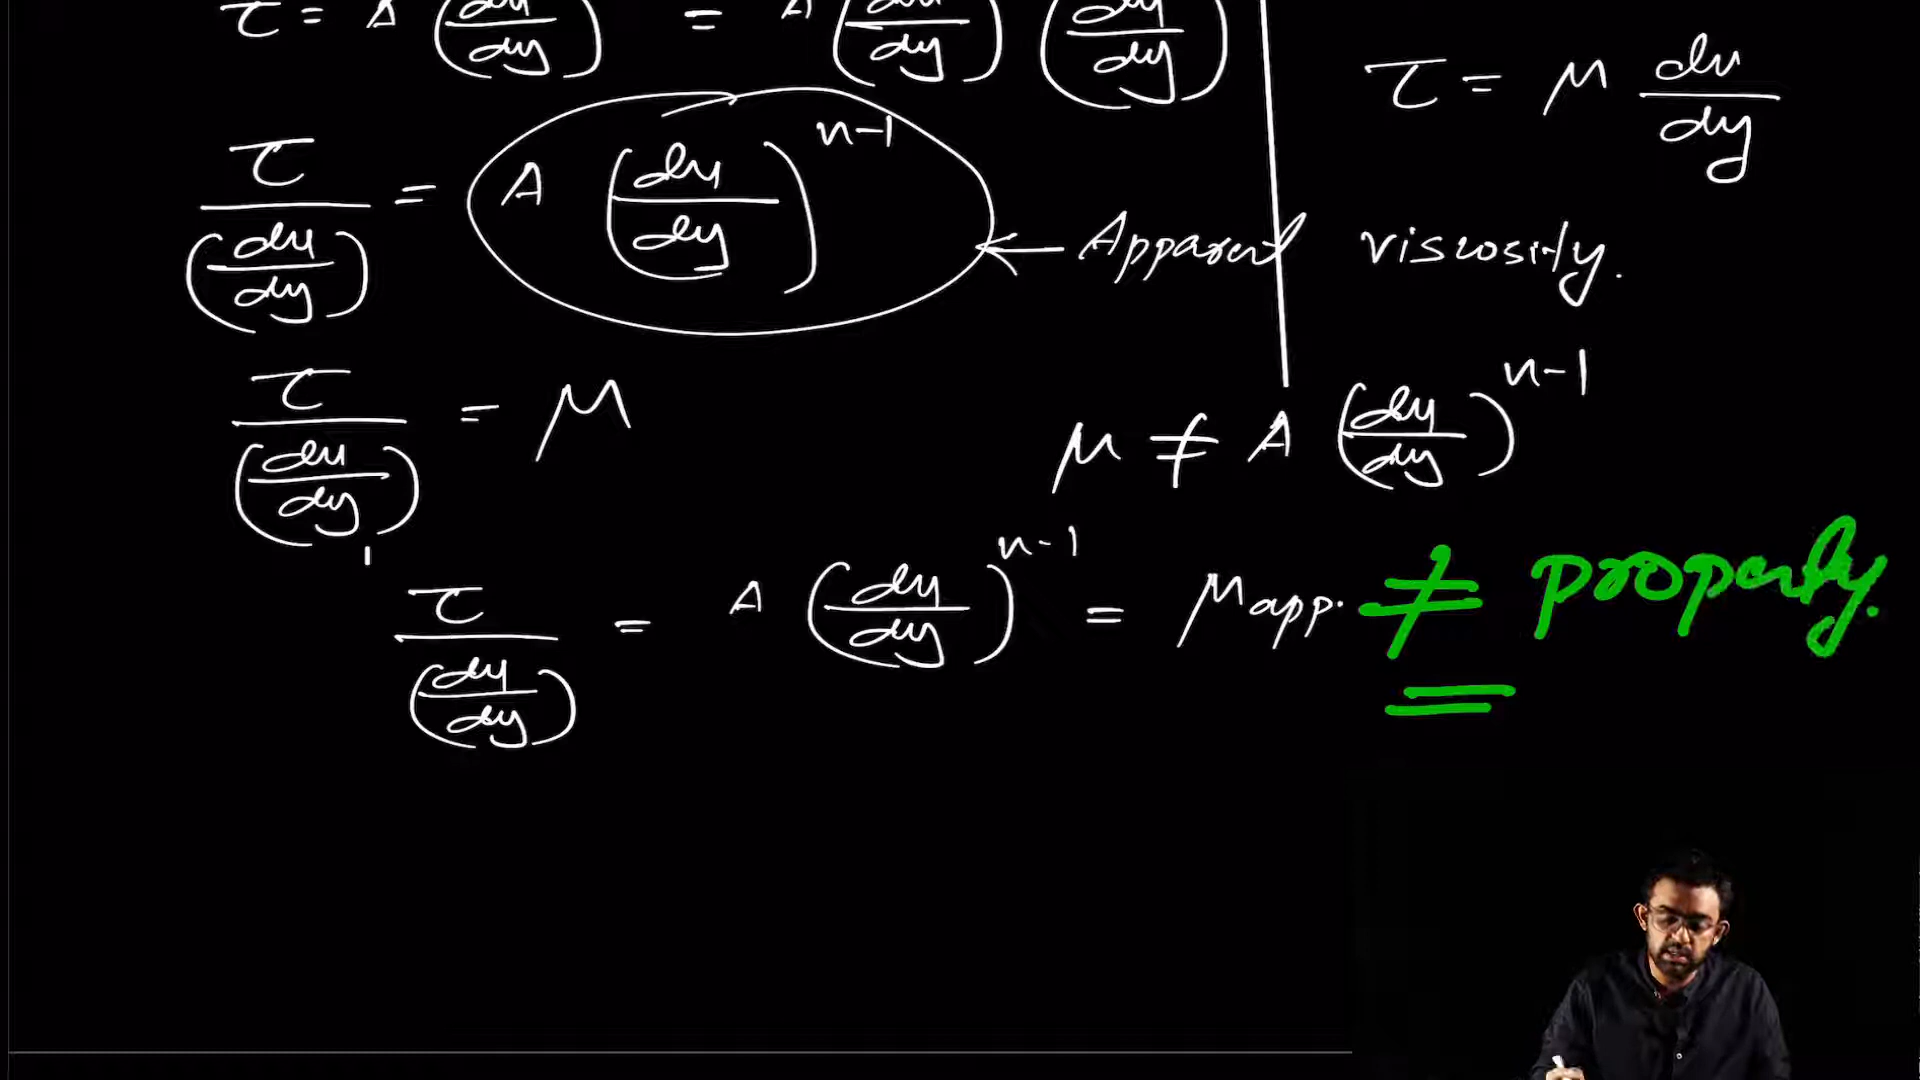 τ = A (du/dy) = A (du/dy) (du/dy)
τ = μ du/dy
τ/(du/dy) = A (du/dy)^n-1 ← Apparent viscosity.
τ/(du/dy) = μ
μ ≠ A (du/dy)^n-1
τ/(du/dy) = A (du/dy)^n-1 = μapp. ≠ property.